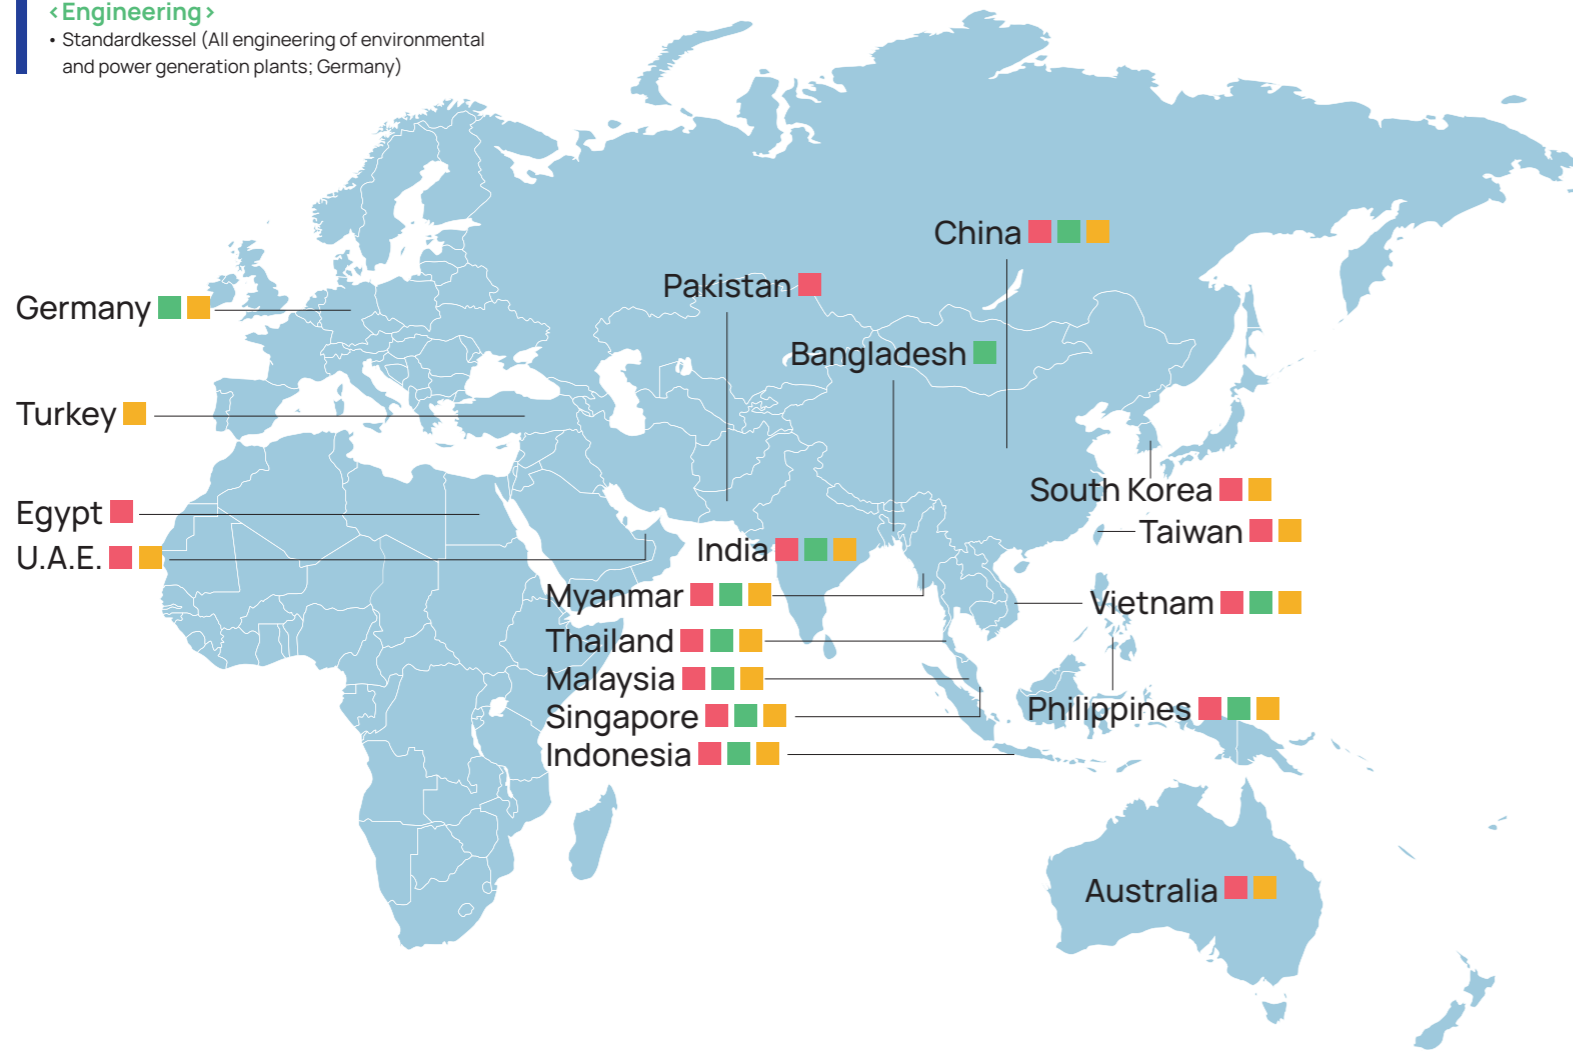 <Engineering>
• Standardkessel (All engineering of environmental
and power generation plants; Germany)
China
Pakistan
Germany
Bangladesh
Turkey
South Korea
Egypt
Taiwan
India
U.A.E.
Myanmar
Vietnam
Thailand
Malaysia
Singapore
Philippines
Indonesia
Australia